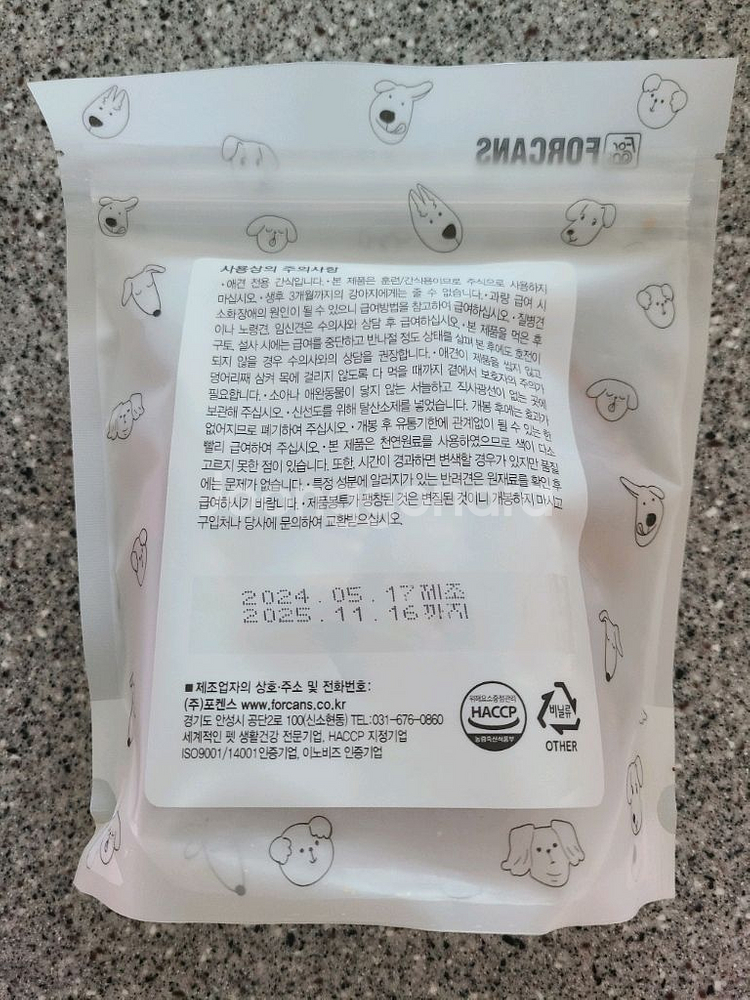 For GO FORCANS
사용상의 주의사항
· 애견 전용 간식입니다. · 본 제품은 훈련/간식용이므로 주식으로 사용하지
마십시오. · 생후 3개월까지의 강아지에게는 줄 수 없습니다. · 과량 급여 시
소화장애의 원인이 될 수 있으니 급여방법을 참고하여 급여하십시오. · 질병견
이나 노령견, 임신견은 수의사와 상담 후 급여하십시오. · 본 제품을 먹은 후
구토, 설사 시에는 급여를 중단하고 반나절 정도 상태를 살펴 본 후에도 호전이
되지 않을 경우 수의사와의 상담을 권장합니다. · 애견이 제품을 씹지 않고
덩어리째 삼켜 목에 걸리지 않도록 다 먹을 때까지 곁에서 보호자의 주의가
필요합니다. · 소아나 애완동물이 닿지 않는 서늘하고 직사광선이 없는 곳에
보관해 주십시오. · 신선도를 위해 탈산소제를 넣었습니다. 개봉 후에는 효과가
없어지므로 폐기하여 주십시오. · 개봉 후 유통기한에 관계없이 될 수 있는 한
빨리 급여하여 주십시오. · 본 제품은 천연원료를 사용하였으므로 색이 다소
고르지 못한 점이 있습니다. 또한, 시간이 경과하면 변색할 경우가 있지만 품질
에는 문제가 없습니다. · 특정 성분에 알러지가 있는 반려견은 원재료를 확인 후
급여하시기 바랍니다. · 제품봉투가 팽창된 것은 변질된 것이니 개봉하지 마시고
구입처나 당사에 문의하여 교환받으십시오.
2024.05.17제조
2025.11.16까지
■ 제조업자의 상호·주소 및 전화번호:
(주)포켄스 www.forcans.co.kr
경기도 안성시 공단2로 100(신소현동) TEL:031-676-0860
세계적인 펫 생활건강 전문기업, HACCP 지정기업
ISO9001/14001인증기업, 이노비즈 인증기업
위해요소중점관리
HACCP
농림축산식품부
비닐류
OTHER